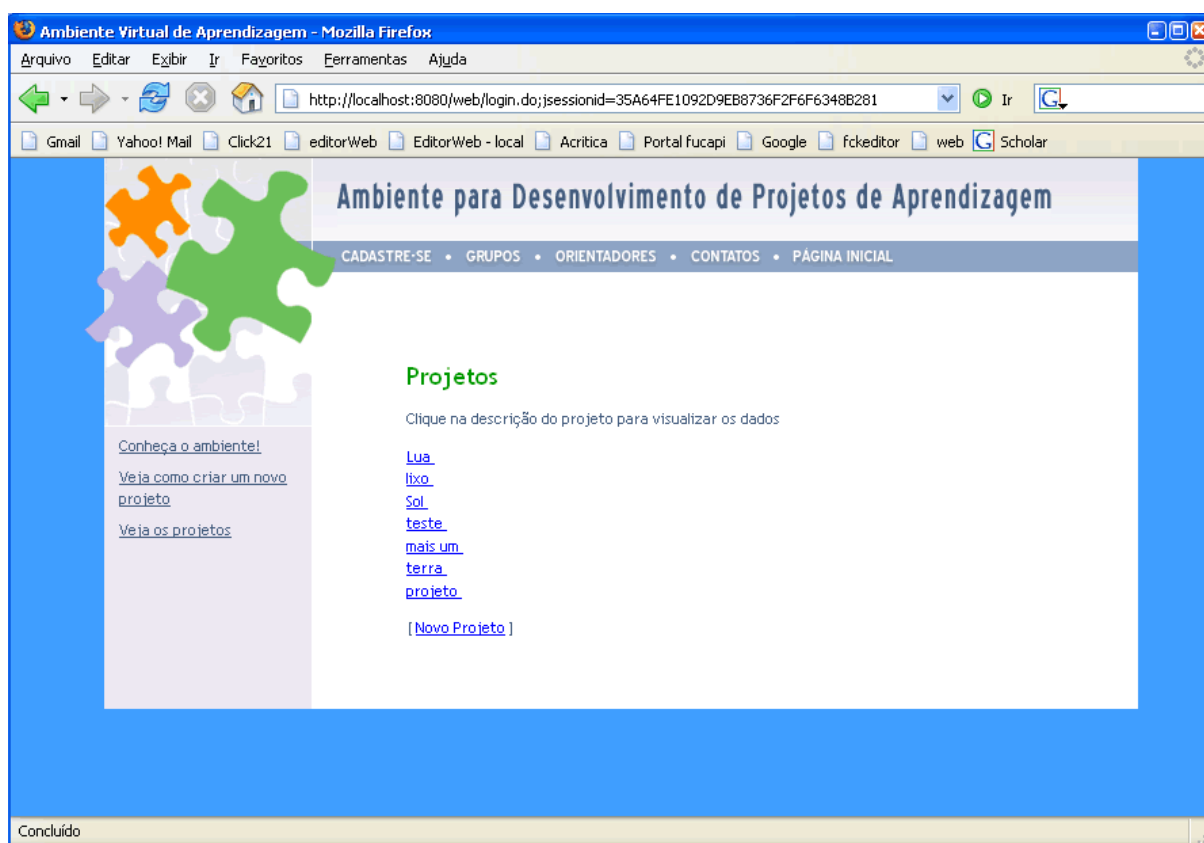 Ambiente Virtual de Aprendizagem - Mozilla Firefox
Arquivo Editar Exibir Ir Favoritos Ferramentas Ajuda
http://localhost:8080/web/login.do;jsessionid=35A64FE1092D9EB8736F2F6F6348B281 Ir G
Gmail Yahoo! Mail Click21 editorWeb EditorWeb - local Acritica Portal fucapi Google fckeditor web G Scholar
Ambiente para Desenvolvimento de Projetos de Aprendizagem
CADASTRE-SE • GRUPOS • ORIENTADORES • CONTATOS • PÁGINA INICIAL
Projetos
Clique na descrição do projeto para visualizar os dados
Lua
lixo
Sol
teste
mais um
terra
projeto
[ Novo Projeto ]
Conheça o ambiente!
Veja como criar um novo
projeto
Veja os projetos
Concluído